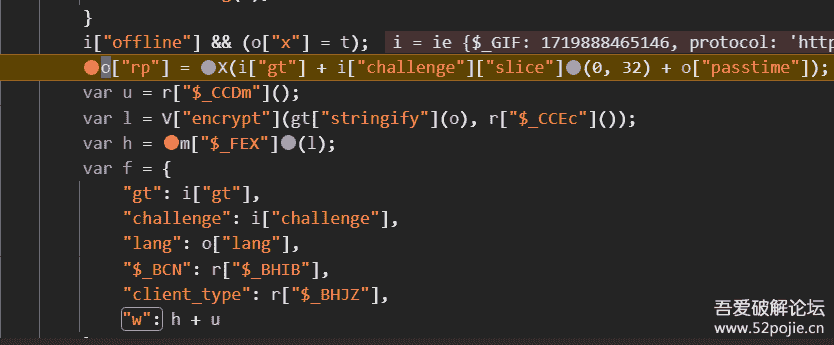 }
i["offline"] && (o["x"] = t);   i = ie {$_GIF: 1719888465146, protocol: 'http
o["rp"] = X(i["gt"] + i["challenge"]["slice"](0, 32) + o["passtime"]);
var u = r["$_CCDm"]();
var l = V["encrypt"](gt["stringify"](o), r["$_CCEc"]());
var h = m["$_FEX"](l);
var f = {
"gt": i["gt"],
"challenge": i["challenge"],
"lang": o["lang"],
"$_BCN": r["$_BHIB"],
"client_type": r["$_BHJZ"],
"w": h + u
吾爱破解论坛
www.52pojie.cn